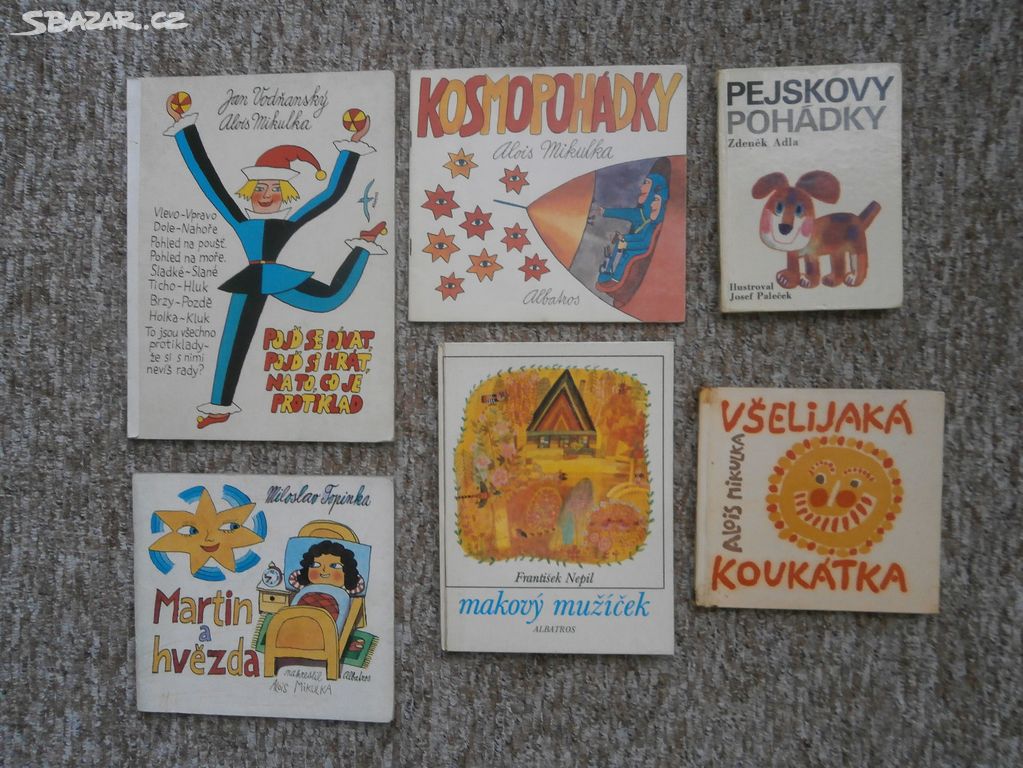 SBAZAR.CZ
Jan Vodňanský
Alois Mikulka
Vlevo-Vpravo
Dole-Nahoře
Pohled na poušť.
Pohled na moře.
Sladké-Slané
Ticho-Hluk
Brzy-Pozdě
Holka-Kluk
To jsou všechno
protiklady-
že si s nimi
nevíš rady?
POJĎ SE DÍVAT,
POJĎ SI HRÁT,
NA TO, CO JE
PROTIKLAD
KOSMOPOHÁDKY
Alois Mikulka
Albatros
PEJSKOVY
POHÁDKY
Zdeněk Adla
Ilustroval
Josef Paleček
Miloslav Topinka
Martin
a
hvězda
nakreslil
Alois MIKULKA
Albatros
František Nepil
makový mužíček
ALBATROS
VŠELIJAKÁ
Alois MIKULKA
KOUKÁTKA